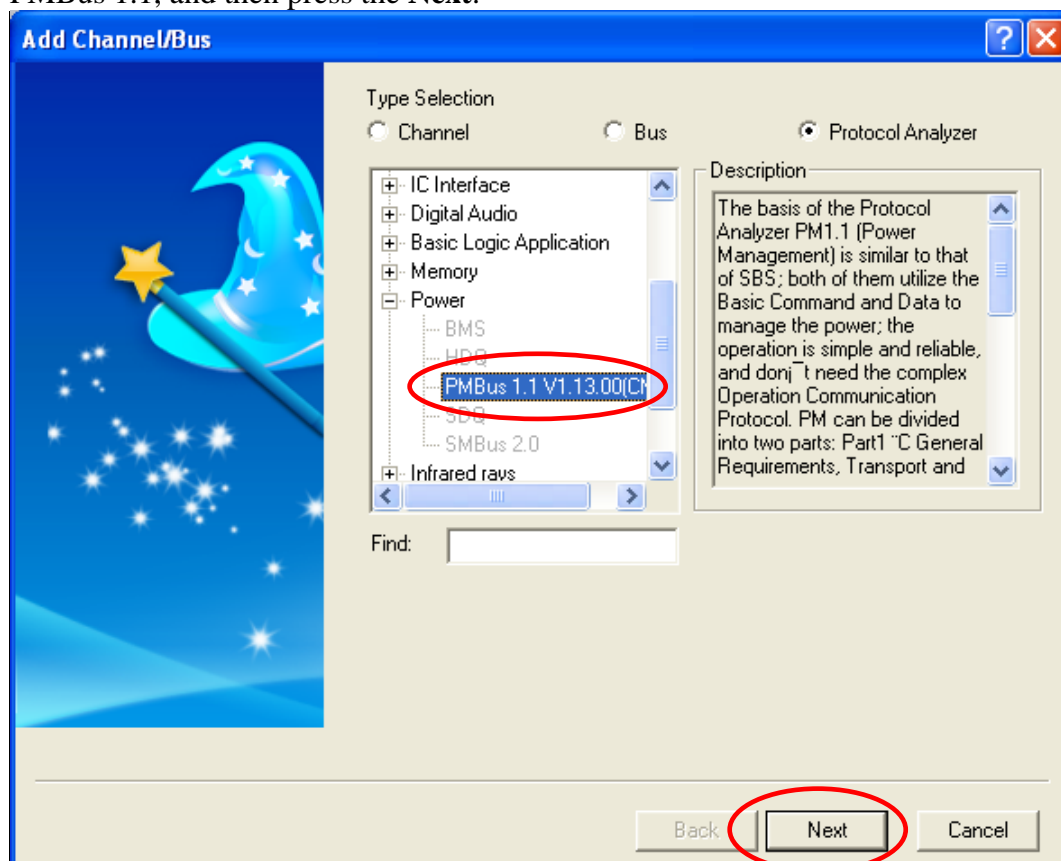 PMBus 1.1, and then press the Next.
Add Channel/Bus
Type Selection
Channel Bus Protocol Analyzer
IC Interface
Digital Audio
Basic Logic Application
Memory
Power
BMS
HDQ
PMBus 1.1 V1.13.00(CN
SDQ
SMBus 2.0
Infrared rays
Description
The basis of the Protocol
Analyzer PM1.1 (Power
Management) is similar to that
of SBS; both of them utilize the
Basic Command and Data to
manage the power; the
operation is simple and reliable,
and donj¯t need the complex
Operation Communication
Protocol. PM can be divided
into two parts: Part1 ¨C General
Requirements, Transport and
Find:
Back Next Cancel